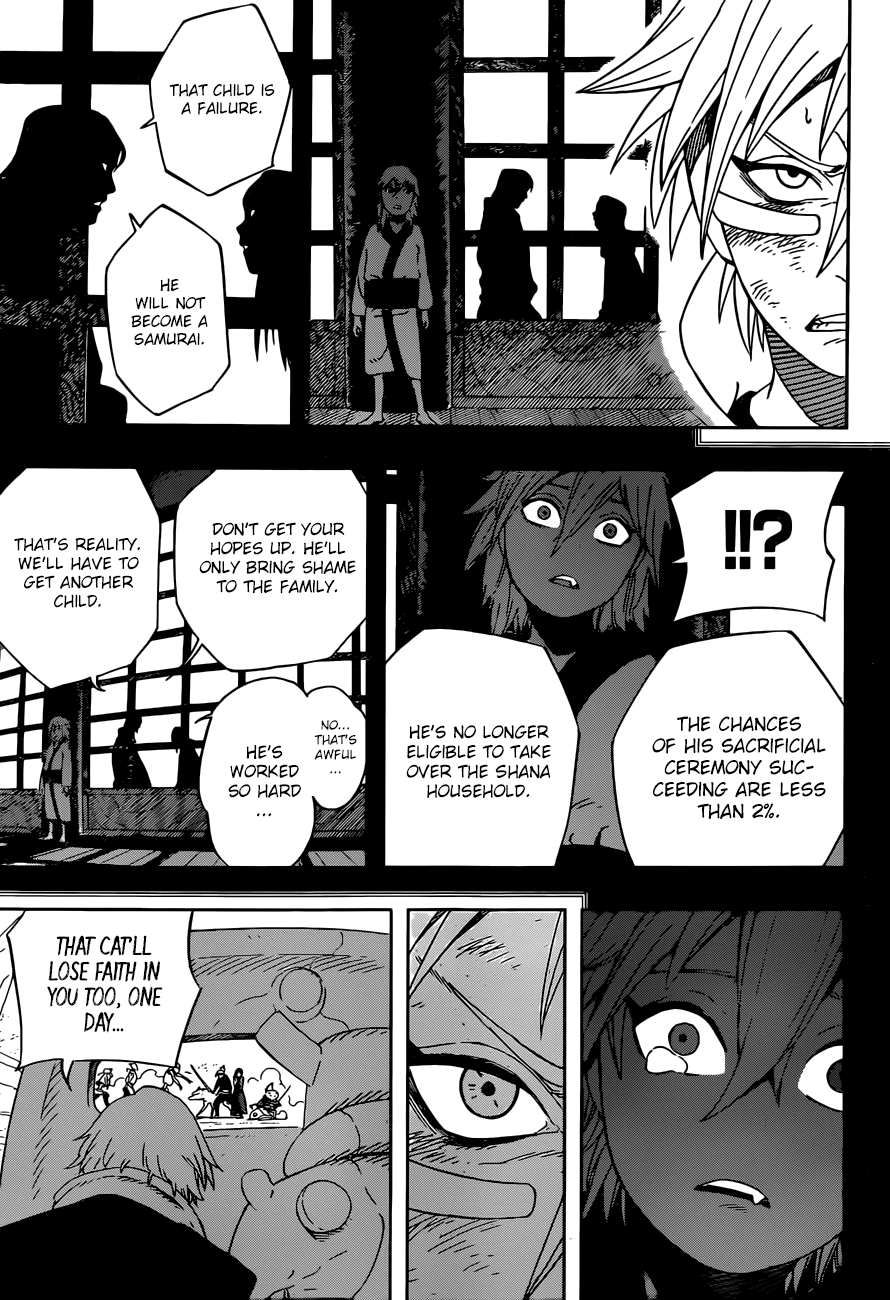 THAT CHILD IS
A FAILURE.
HE
WILL NOT
BECOME A
SAMURAI.
!!?
THE CHANCES
OF HIS SACRIFICIAL
CEREMONY SUC-
CEEDING ARE LESS
THAN 2%.
HE'S NO LONGER
ELIGIBLE TO TAKE
OVER THE SHANA
HOUSEHOLD.
DON'T GET YOUR
HOPES UP. HE'LL
ONLY BRING SHAME
TO THE FAMILY.
THAT'S REALITY.
WE'LL HAVE TO
GET ANOTHER
CHILD.
NO...
THAT'S
AWFUL
...
HE'S
WORKED
SO HARD
...
THAT CAT'LL
LOSE FAITH IN
YOU TOO, ONE
DAY...